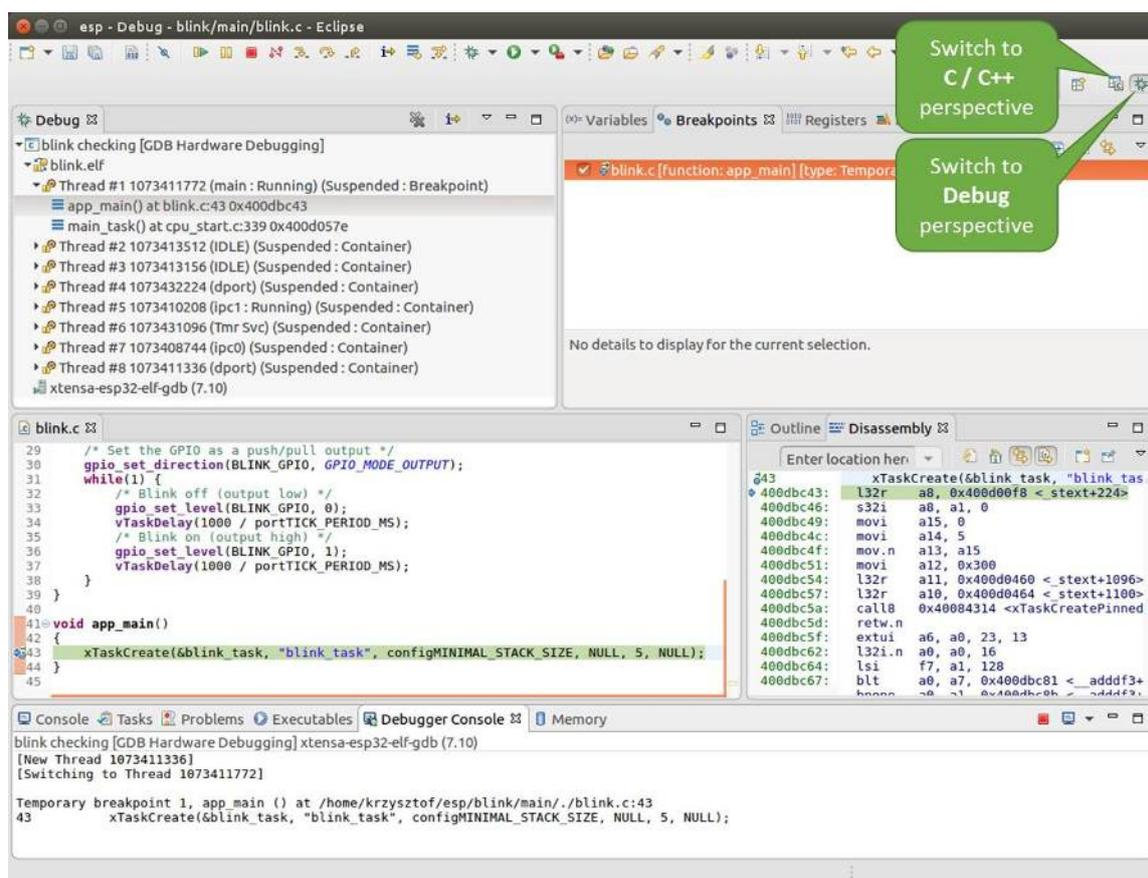 esp - Debug - blink/main/blink.c - Eclipse
Switch to
C / C++
perspective
Switch to
Debug
perspective
Debug
blink checking [GDB Hardware Debugging]
blink.elf
Thread #1 1073411772 (main : Running) (Suspended : Breakpoint)
app_main() at blink.c:43 0x400dbc43
main_task() at cpu_start.c:339 0x400d057e
Thread #2 1073413512 (IDLE) (Suspended : Container)
Thread #3 1073413156 (IDLE) (Suspended : Container)
Thread #4 1073432224 (dport) (Suspended : Container)
Thread #5 1073410208 (ipc1 : Running) (Suspended : Container)
Thread #6 1073431096 (Tmr Svc) (Suspended : Container)
Thread #7 1073408744 (ipc0) (Suspended : Container)
Thread #8 1073411336 (dport) (Suspended : Container)
xtensa-esp32-elf-gdb (7.10)
(x)= Variables Breakpoints Registers
blink.c [function: app_main] [type: Tempora
No details to display for the current selection.
blink.c
29 /* Set the GPIO as a push/pull output */
30 gpio_set_direction(BLINK_GPIO, GPIO_MODE_OUTPUT);
31 while(1) {
32 /* Blink off (output low) */
33 gpio_set_level(BLINK_GPIO, 0);
34 vTaskDelay(1000 / portTICK_PERIOD_MS);
35 /* Blink on (output high) */
36 gpio_set_level(BLINK_GPIO, 1);
37 vTaskDelay(1000 / portTICK_PERIOD_MS);
38 }
39 }
40
41 void app_main()
42 {
43 xTaskCreate(&blink_task, "blink_task", configMINIMAL_STACK_SIZE, NULL, 5, NULL);
44 }
45
Outline Disassembly
Enter location her
43 xTaskCreate(&blink_task, "blink_tas
400dbc43: l32r a8, 0x400d00f8 <_stext+224>
400dbc46: s32i a8, a1, 0
400dbc49: movi a15, 0
400dbc4c: movi a14, 5
400dbc4f: mov.n a13, a15
400dbc51: movi a12, 0x300
400dbc54: l32r a11, 0x400d0460 <_stext+1096>
400dbc57: l32r a10, 0x400d0464 <_stext+1100>
400dbc5a: call8 0x40084314 <xTaskCreatePinned
400dbc5d: retw.n
400dbc5f: extui a6, a0, 23, 13
400dbc62: l32i.n a0, a0, 16
400dbc64: lsi f7, a1, 128
400dbc67: blt a0, a7, 0x400dbc81 <__adddf3+
Console Tasks Problems Executables Debugger Console Memory
blink checking [GDB Hardware Debugging] xtensa-esp32-elf-gdb (7.10)
[New Thread 1073411336]
[Switching to Thread 1073411772]
Temporary breakpoint 1, app_main () at /home/krzysztof/esp/blink/main/./blink.c:43
43 xTaskCreate(&blink_task, "blink_task", configMINIMAL_STACK_SIZE, NULL, 5, NULL);